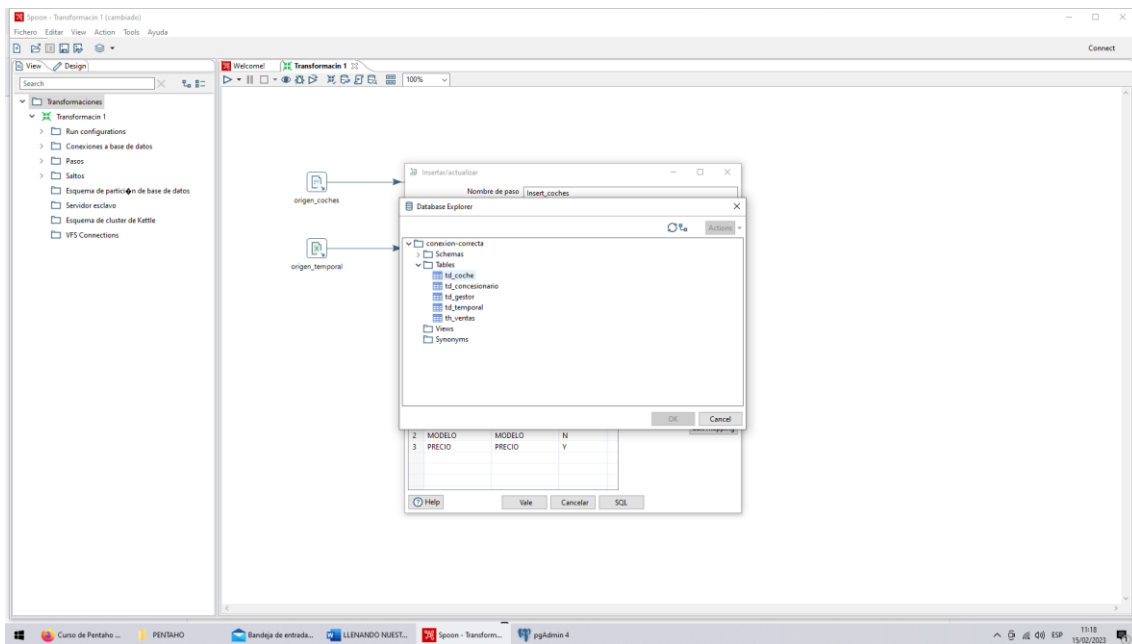 Spoon - Transformacin 1 (cambiado)
Fichero Editar View Action Tools Ayuda
Connect
View Design
Welcome! Transformacin 1
Search
100%
Transformaciones
Transformacin 1
Run configurations
Conexiones a base de datos
Pasos
Saltos
Esquema de partici�n de base de datos
Servidor esclavo
Esquema de cluster de Kettle
VFS Connections
origen_coches
origen_temporal
Insertar/actualizar
Nombre de paso Insert_coches
Database Explorer
Actions
conexion-correcta
Schemas
Tables
td_coche
td_concesionario
td_gestor
td_temporal
th_ventas
Views
Synonyms
OK Cancel
2 MODELO MODELO N
3 PRECIO PRECIO Y
Help Vale Cancelar SQL
Curso de Pentaho ... PENTAHO Bandeja de entrada... LLENANDO NUEST... Spoon - Transform... pgAdmin 4
ESP 11:18
15/02/2023